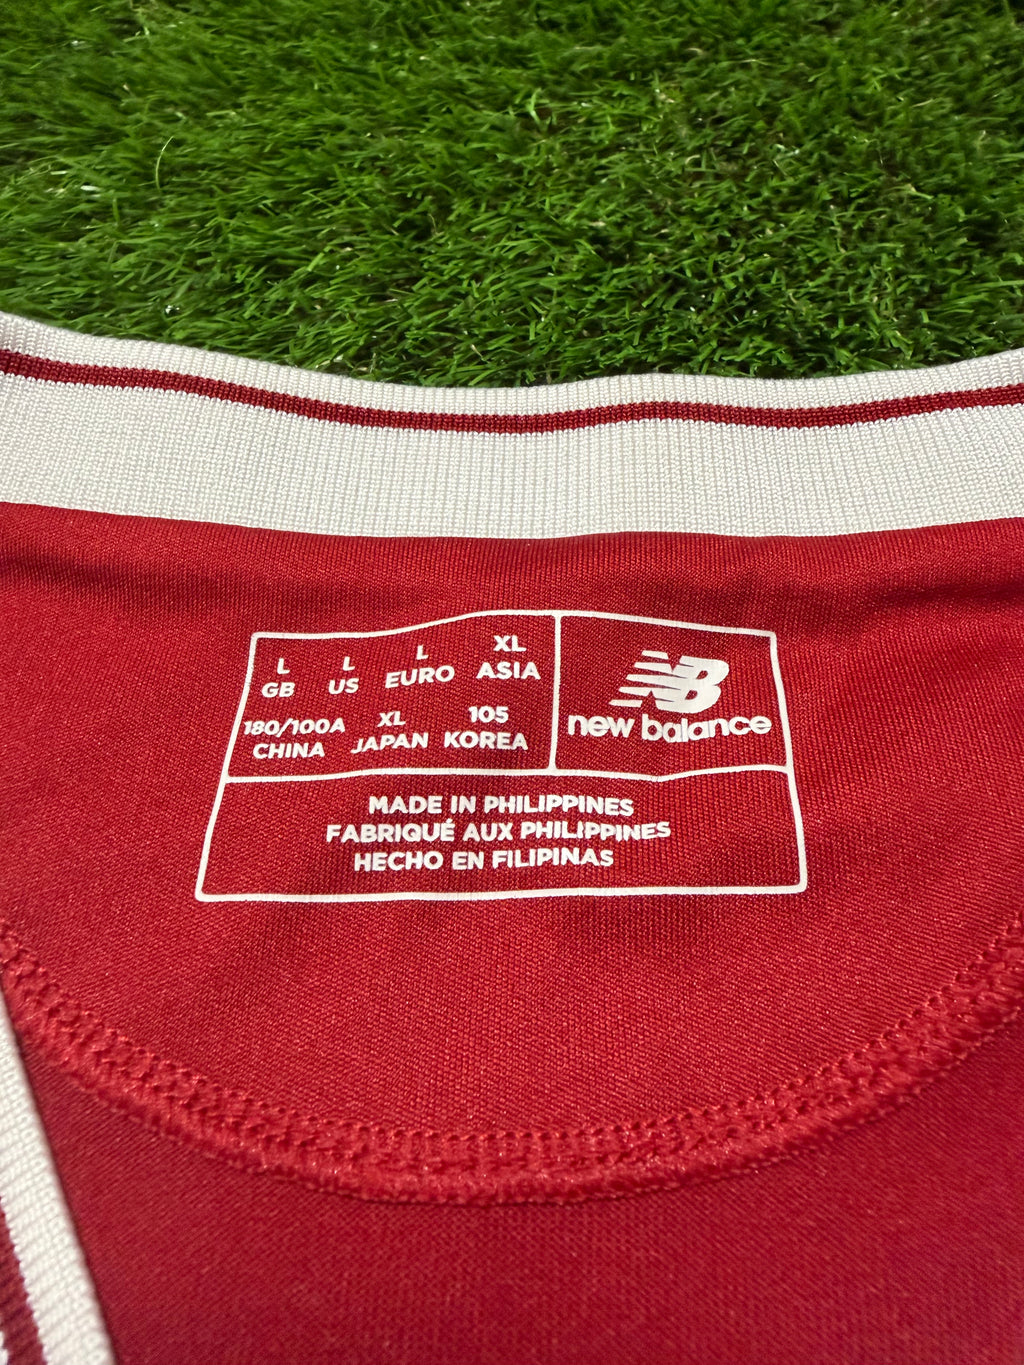 L L L XL
GB US EURO ASIA
180/100A XL 105
CHINA JAPAN KOREA
NB
new balance
MADE IN PHILIPPINES
FABRIQUÉ AUX PHILIPPINES
HECHO EN FILIPINAS